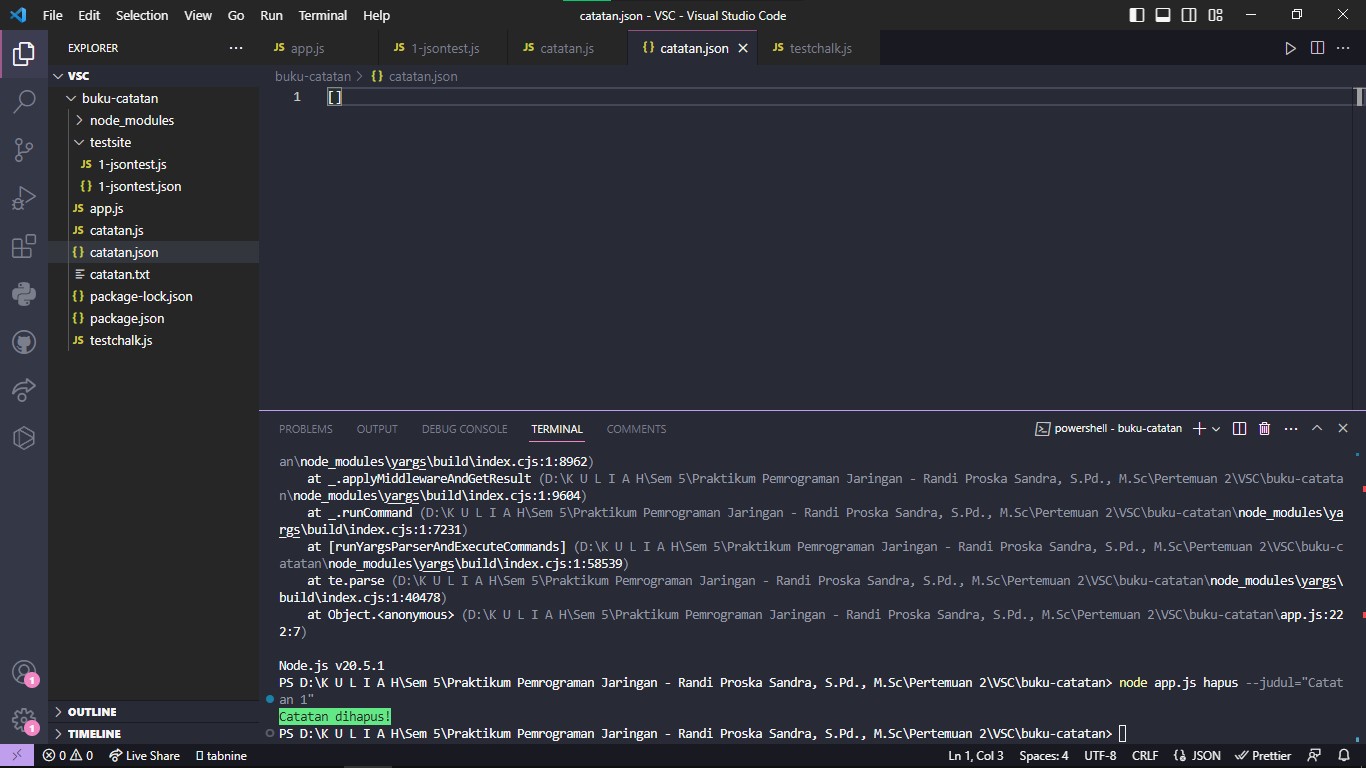 File Edit Selection View Go Run Terminal Help catatan.json - VSC - Visual Studio Code
EXPLORER
JS app.js JS 1-jsontest.js JS catatan.js {} catatan.json JS testchalk.js
VSC
buku-catatan > {} catatan.json
buku-catatan
1 []
node_modules
testsite
JS 1-jsontest.js
{} 1-jsontest.json
JS app.js
JS catatan.js
{} catatan.json
catatan.txt
{} package-lock.json
{} package.json
JS testchalk.js
PROBLEMS OUTPUT DEBUG CONSOLE TERMINAL COMMENTS powershell - buku-catatan
an\node_modules\yargs\build\index.cjs:1:8962)
at _.applyMiddlewareAndGetResult (D:\K U L I A H\Sem 5\Praktikum Pemrograman Jaringan - Randi Proska Sandra, S.Pd., M.Sc\Pertemuan 2\VSC\buku-catata
n\node_modules\yargs\build\index.cjs:1:9604)
at _.runCommand (D:\K U L I A H\Sem 5\Praktikum Pemrograman Jaringan - Randi Proska Sandra, S.Pd., M.Sc\Pertemuan 2\VSC\buku-catatan\node_modules\ya
rgs\build\index.cjs:1:7231)
at [runYargsParserAndExecuteCommands] (D:\K U L I A H\Sem 5\Praktikum Pemrograman Jaringan - Randi Proska Sandra, S.Pd., M.Sc\Pertemuan 2\VSC\buku-c
atatan\node_modules\yargs\build\index.cjs:1:58539)
at te.parse (D:\K U L I A H\Sem 5\Praktikum Pemrograman Jaringan - Randi Proska Sandra, S.Pd., M.Sc\Pertemuan 2\VSC\buku-catatan\node_modules\yargs\
build\index.cjs:1:40478)
at Object.<anonymous> (D:\K U L I A H\Sem 5\Praktikum Pemrograman Jaringan - Randi Proska Sandra, S.Pd., M.Sc\Pertemuan 2\VSC\buku-catatan\app.js:22
2:7)
Node.js v20.5.1
PS D:\K U L I A H\Sem 5\Praktikum Pemrograman Jaringan - Randi Proska Sandra, S.Pd., M.Sc\Pertemuan 2\VSC\buku-catatan> node app.js hapus --judul="Catat
an 1"
Catatan dihapus!
PS D:\K U L I A H\Sem 5\Praktikum Pemrograman Jaringan - Randi Proska Sandra, S.Pd., M.Sc\Pertemuan 2\VSC\buku-catatan>
1
1
OUTLINE
TIMELINE
0 0 Live Share tabnine Ln 1, Col 3 Spaces: 4 UTF-8 CRLF {} JSON Prettier